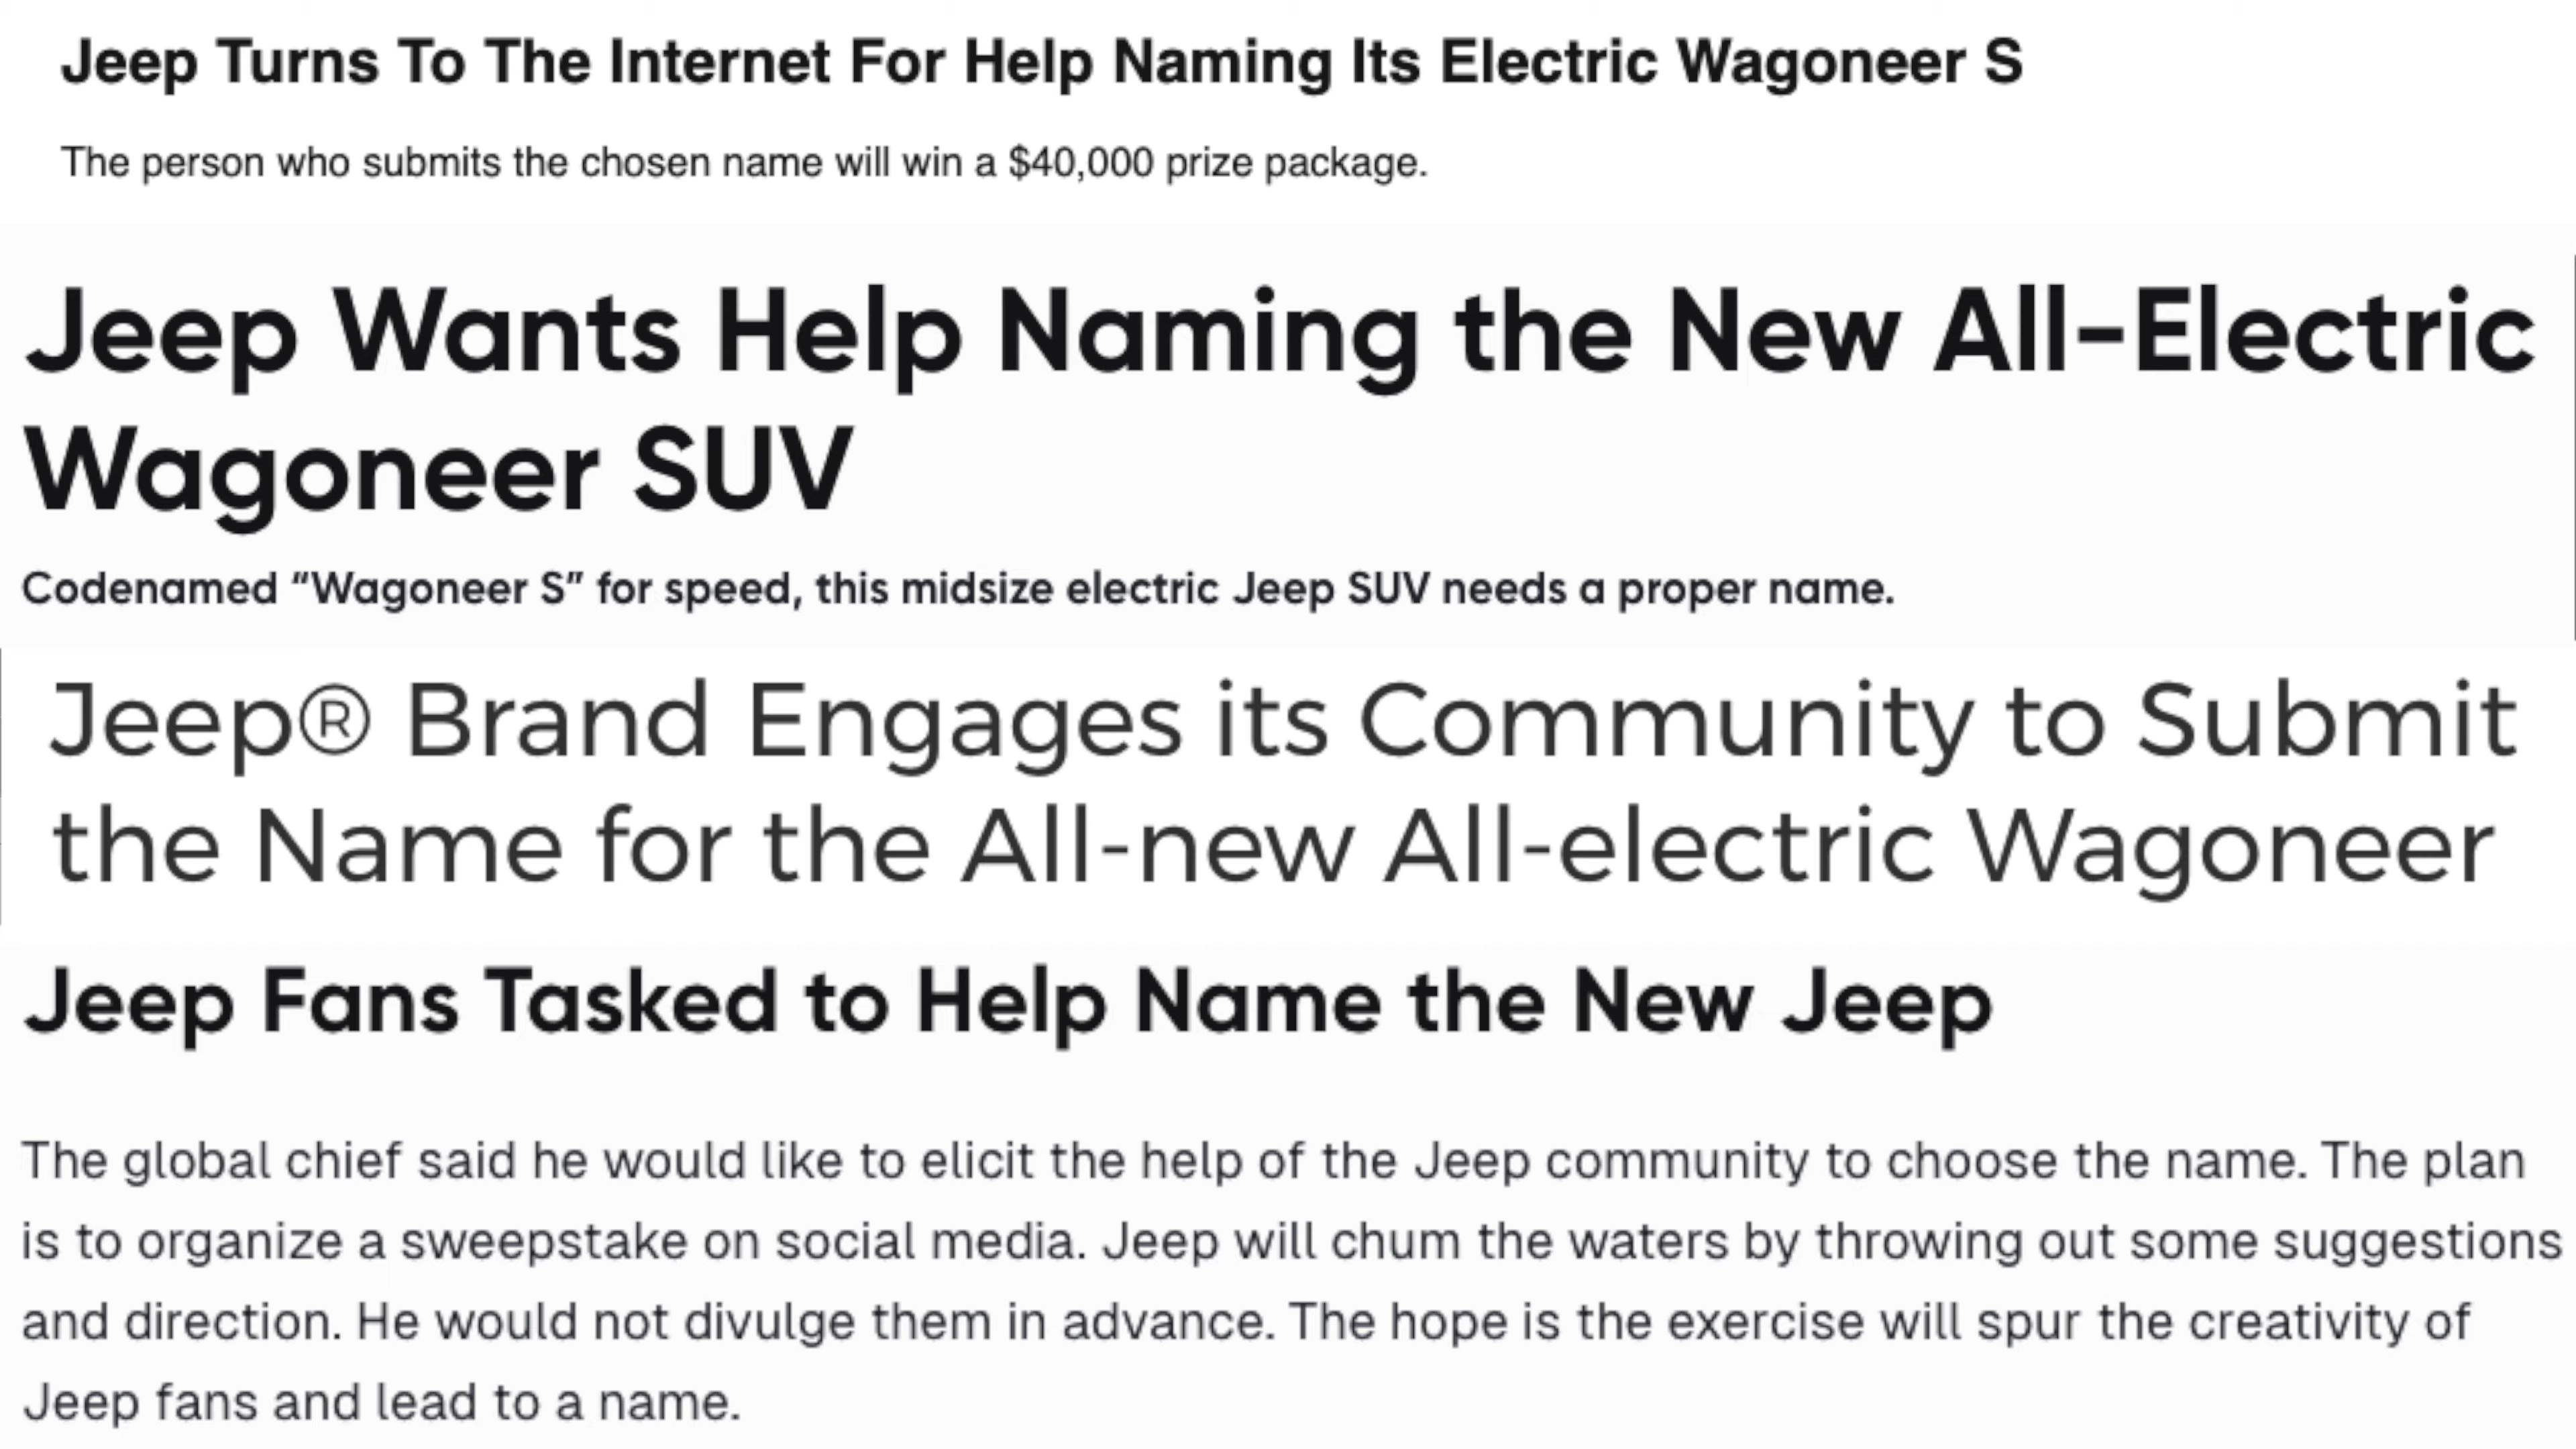 Jeep Turns To The Internet For Help Naming Its Electric Wagoneer S
The person who submits the chosen name will win a $40,000 prize package.
Jeep Wants Help Naming the New All-Electric
Wagoneer SUV
Codenamed “Wagoneer S” for speed, this midsize electric Jeep SUV needs a proper name.
Jeep® Brand Engages its Community to Submit
the Name for the All-new All-electric Wagoneer
Jeep Fans Tasked to Help Name the New Jeep
The global chief said he would like to elicit the help of the Jeep community to choose the name. The plan
is to organize a sweepstake on social media. Jeep will chum the waters by throwing out some suggestions
and direction. He would not divulge them in advance. The hope is the exercise will spur the creativity of
Jeep fans and lead to a name.